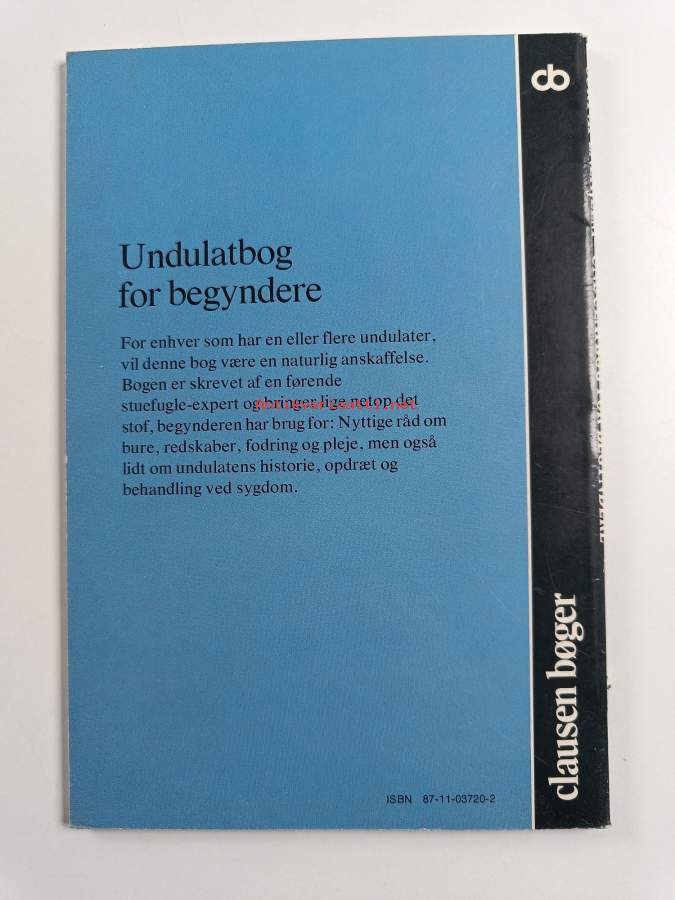 Undulatbog
for begyndere
For enhver som har en eller flere undulater,
vil denne bog være en naturlig anskaffelse.
Bogen er skrevet af en førende
stuefugle-expert og bringer lige netop det
stof, begynderen har brug for: Nyttige råd om
bure, redskaber, fodring og pleje, men også
lidt om undulatens historie, opdræt og
behandling ved sygdom.
ISBN 87-11-03720-2
cb
clausen bøger